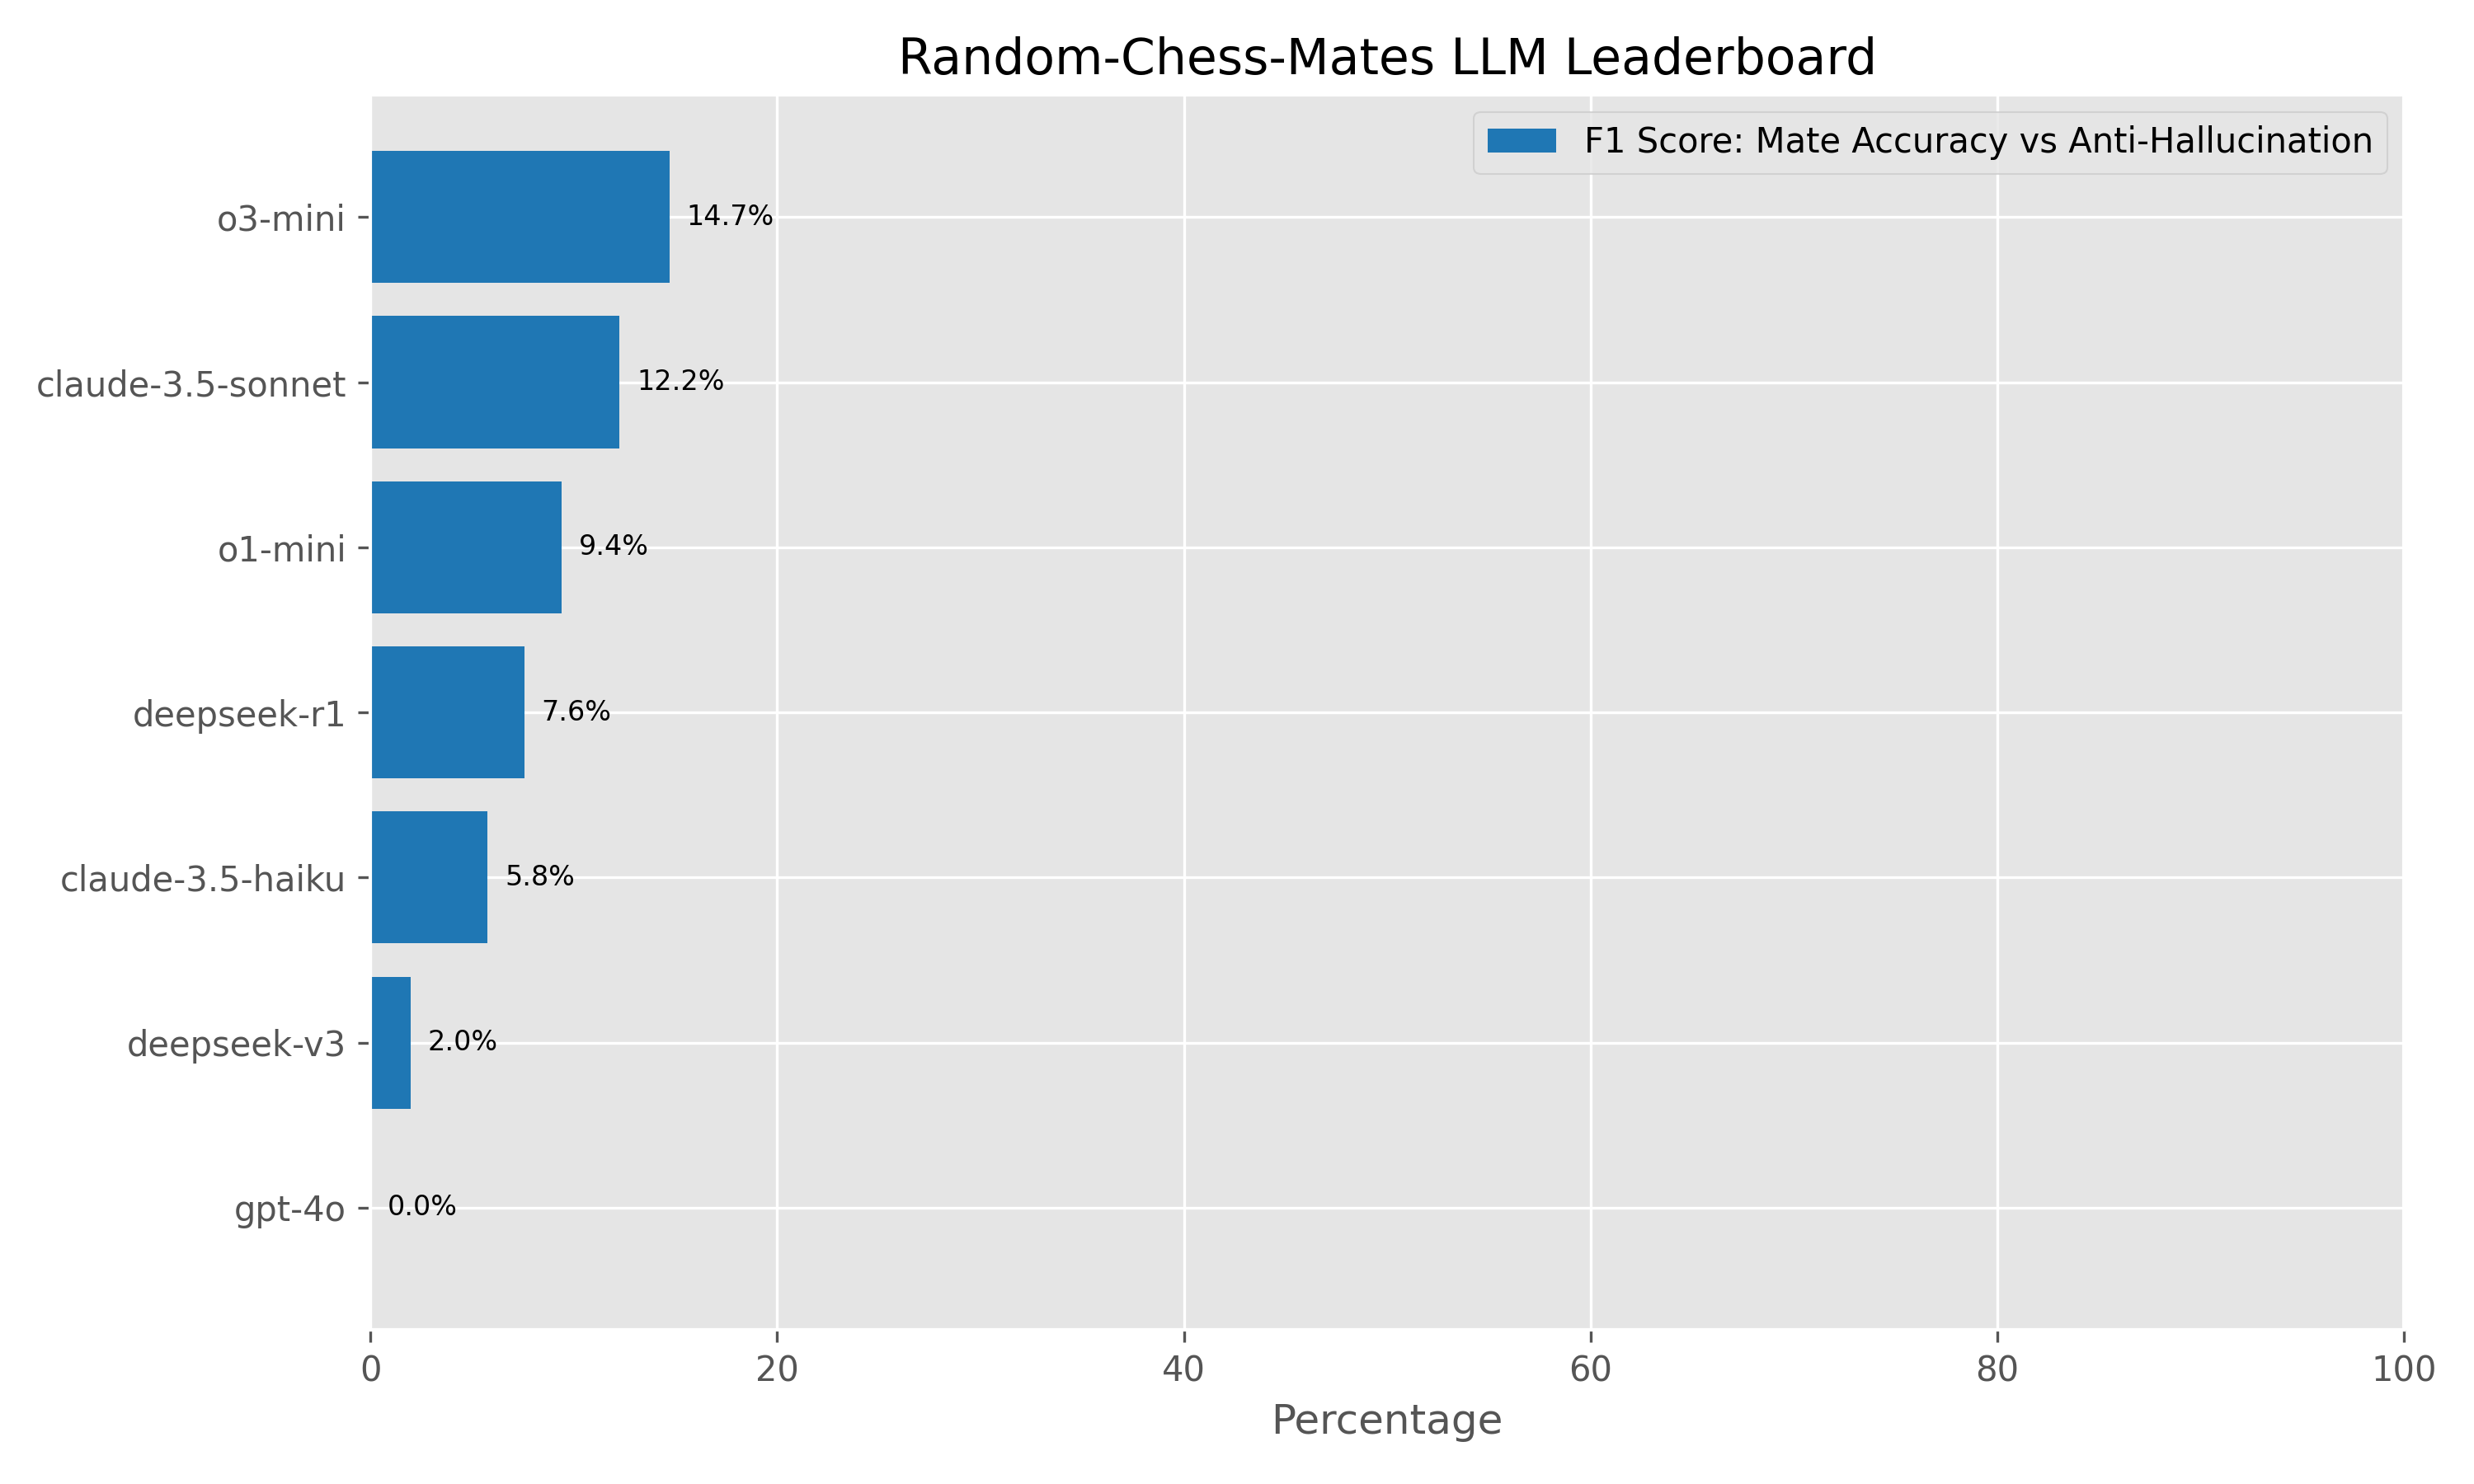 Random-Chess-Mates LLM Leaderboard
F1 Score: Mate Accuracy vs Anti-Hallucination
o3-mini 14.7%
claude-3.5-sonnet 12.2%
o1-mini 9.4%
deepseek-r1 7.6%
claude-3.5-haiku 5.8%
deepseek-v3 2.0%
gpt-4o 0.0%
0 20 40 60 80 100
Percentage